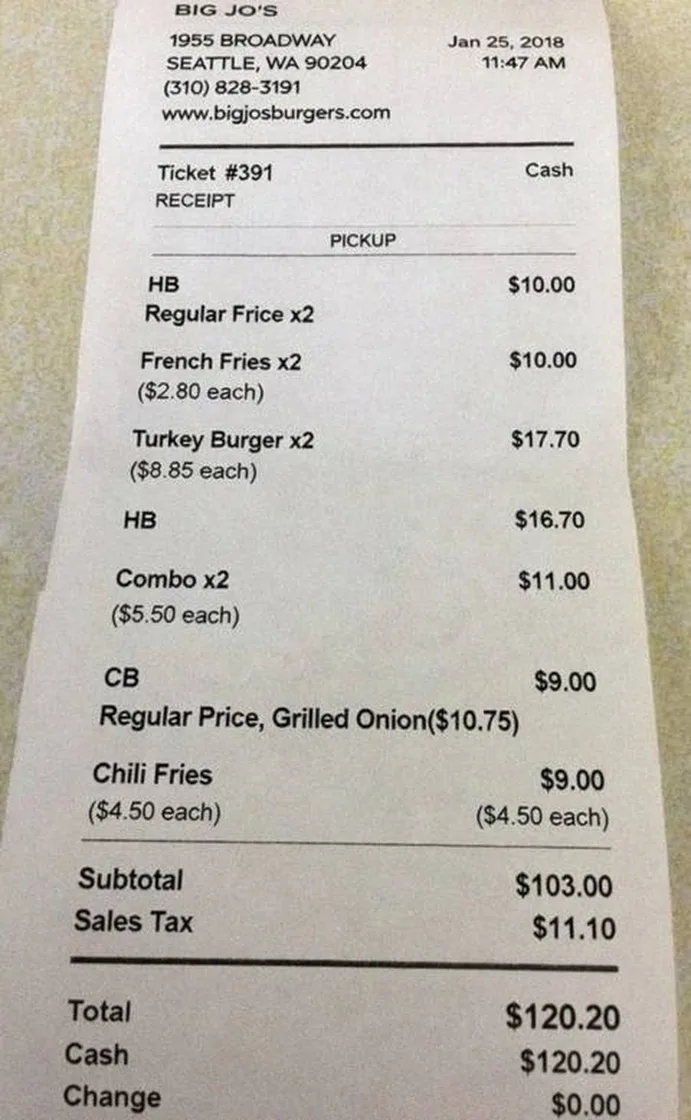 BIG JO'S
1955 BROADWAY Jan 25, 2018
SEATTLE, WA 90204 11:47 AM
(310) 828-3191
www.bigjosburgers.com
Ticket #391 Cash
RECEIPT
PICKUP
HB $10.00
Regular Frice x2
French Fries x2 $10.00
($2.80 each)
Turkey Burger x2 $17.70
($8.85 each)
HB $16.70
Combo x2 $11.00
($5.50 each)
CB $9.00
Regular Price, Grilled Onion($10.75)
Chili Fries $9.00
($4.50 each) ($4.50 each)
Subtotal $103.00
Sales Tax $11.10
Total $120.20
Cash $120.20
Change $0.00